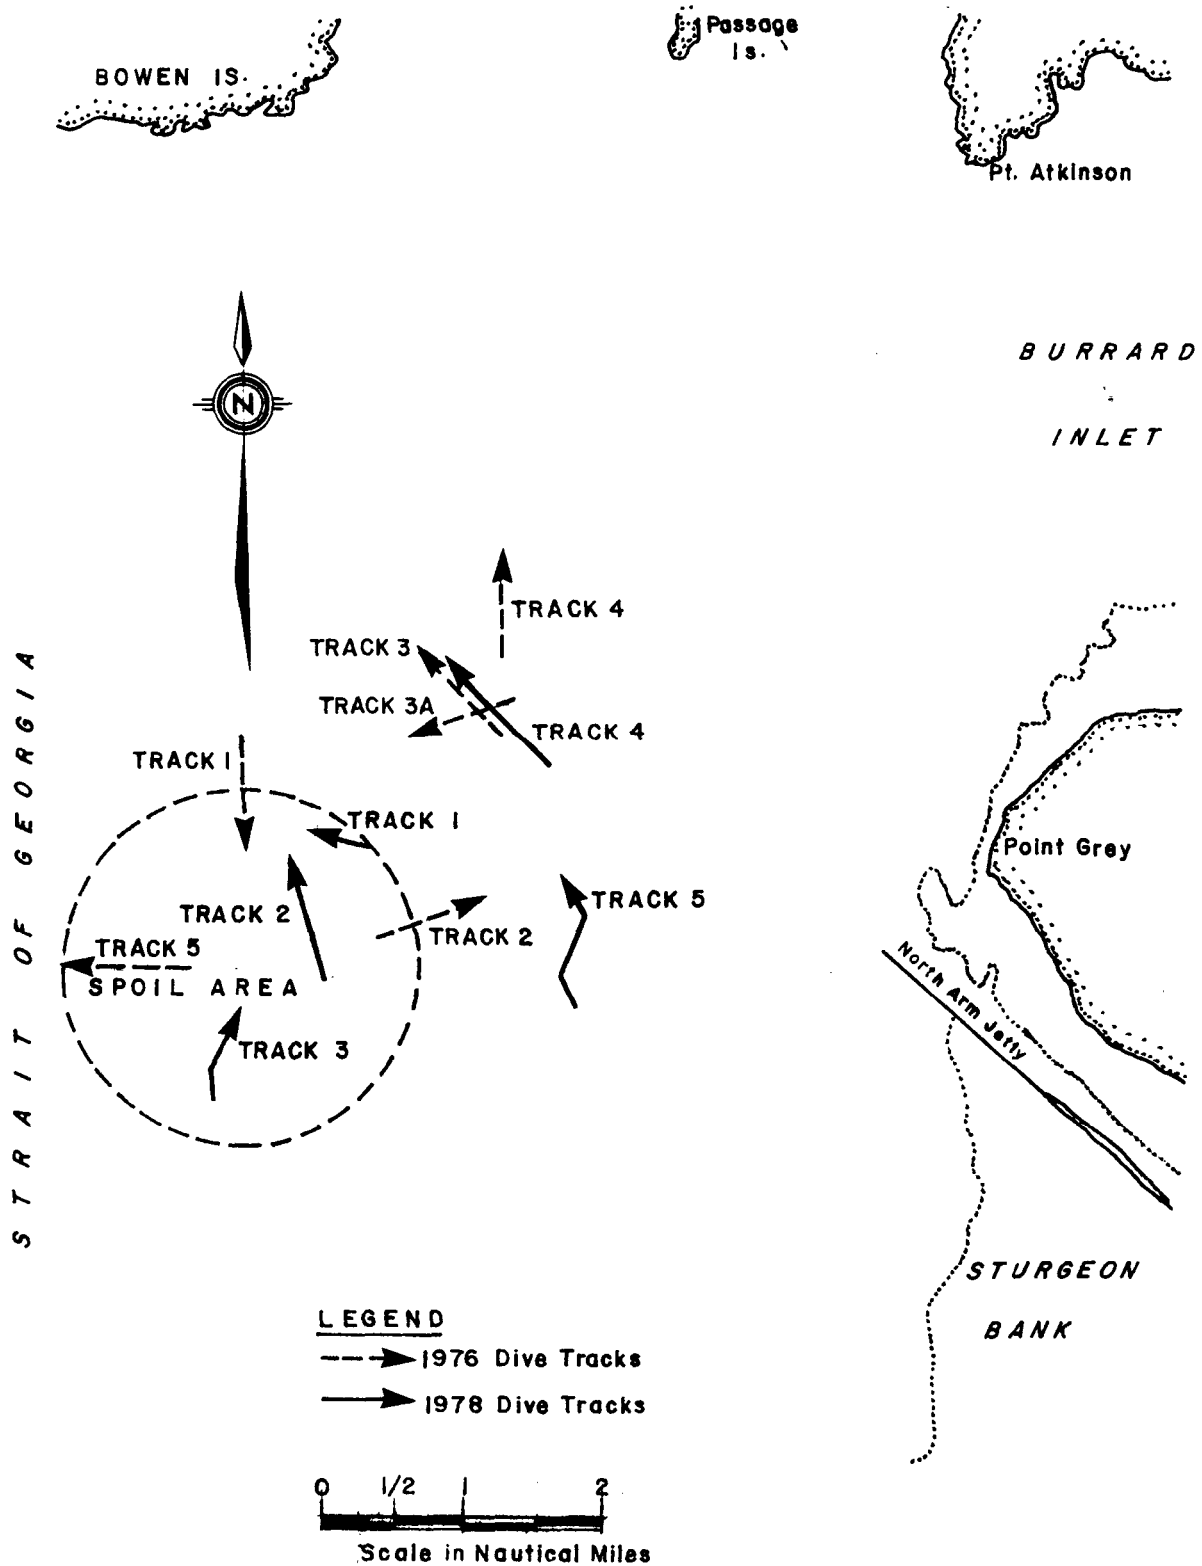 Passage
Is.
BOWEN IS.
Pt. Atkinson
BURRARD
INLET
N
TRACK 4
TRACK 3
TRACK 3A
TRACK 4
TRACK 1
TRACK 1
Point Grey
TRACK 5
TRACK 2
TRACK 2
TRACK 5
SPOIL AREA
North Arm Jetty
TRACK 3
STRAIT OF GEORGIA
STURGEON
BANK
LEGEND
1976 Dive Tracks
1978 Dive Tracks
0 1/2 1 2
Scale in Nautical Miles